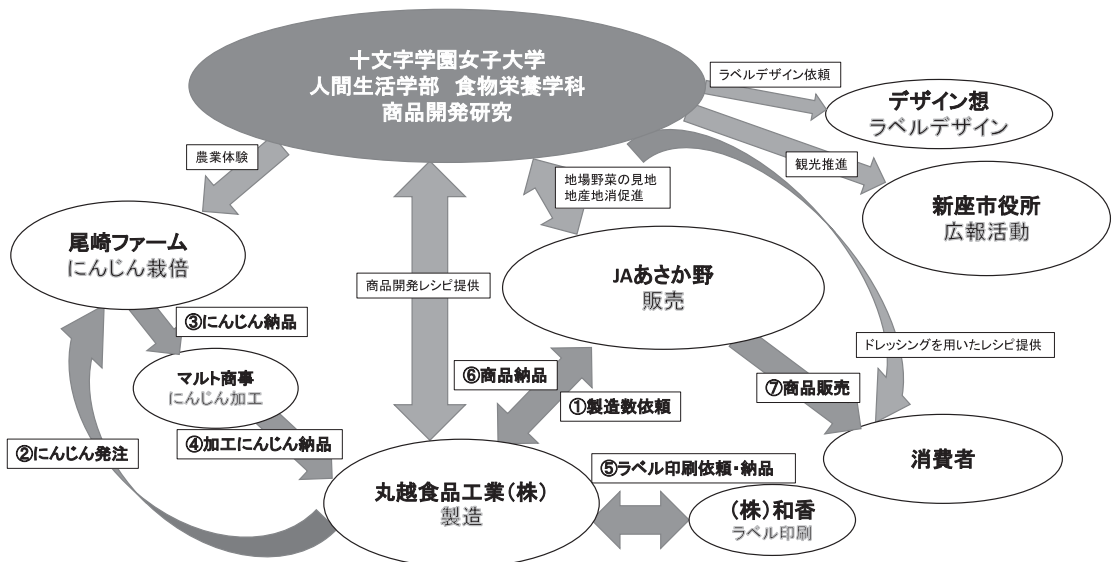 十文字学園女子大学
人間生活学部　食物栄養学科
商品開発研究
ラベルデザイン依頼
デザイン想
ラベルデザイン
農業体験
地場野菜の見地
地産地消促進
観光推進
新座市役所
広報活動
尾崎ファーム
にんじん栽培
JAあさか野
販売
商品開発レシピ提供
③にんじん納品
ドレッシングを用いたレシピ提供
マルト商事
にんじん加工
⑥商品納品
⑦商品販売
①製造数依頼
②にんじん発注
④加工にんじん納品
消費者
⑤ラベル印刷依頼・納品
丸越食品工業（株）
製造
（株）和香
ラベル印刷